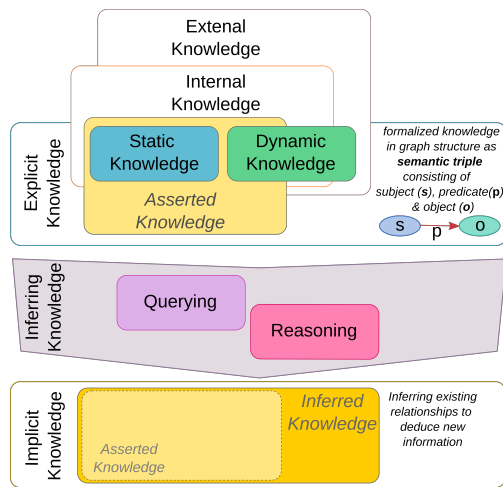 Extenal
Knowledge
Internal
Knowledge
Explicit
Knowledge
Static
Knowledge
Dynamic
Knowledge
Asserted
Knowledge
formalized knowledge
in graph structure as
semantic triple
consisting of
subject (s), predicate(p)
& object (o)
s
p
o
Inferring
Knowledge
Querying
Reasoning
Implicit
Knowledge
Inferred
Knowledge
Asserted
Knowledge
Inferring existing
relationships to
deduce new
information